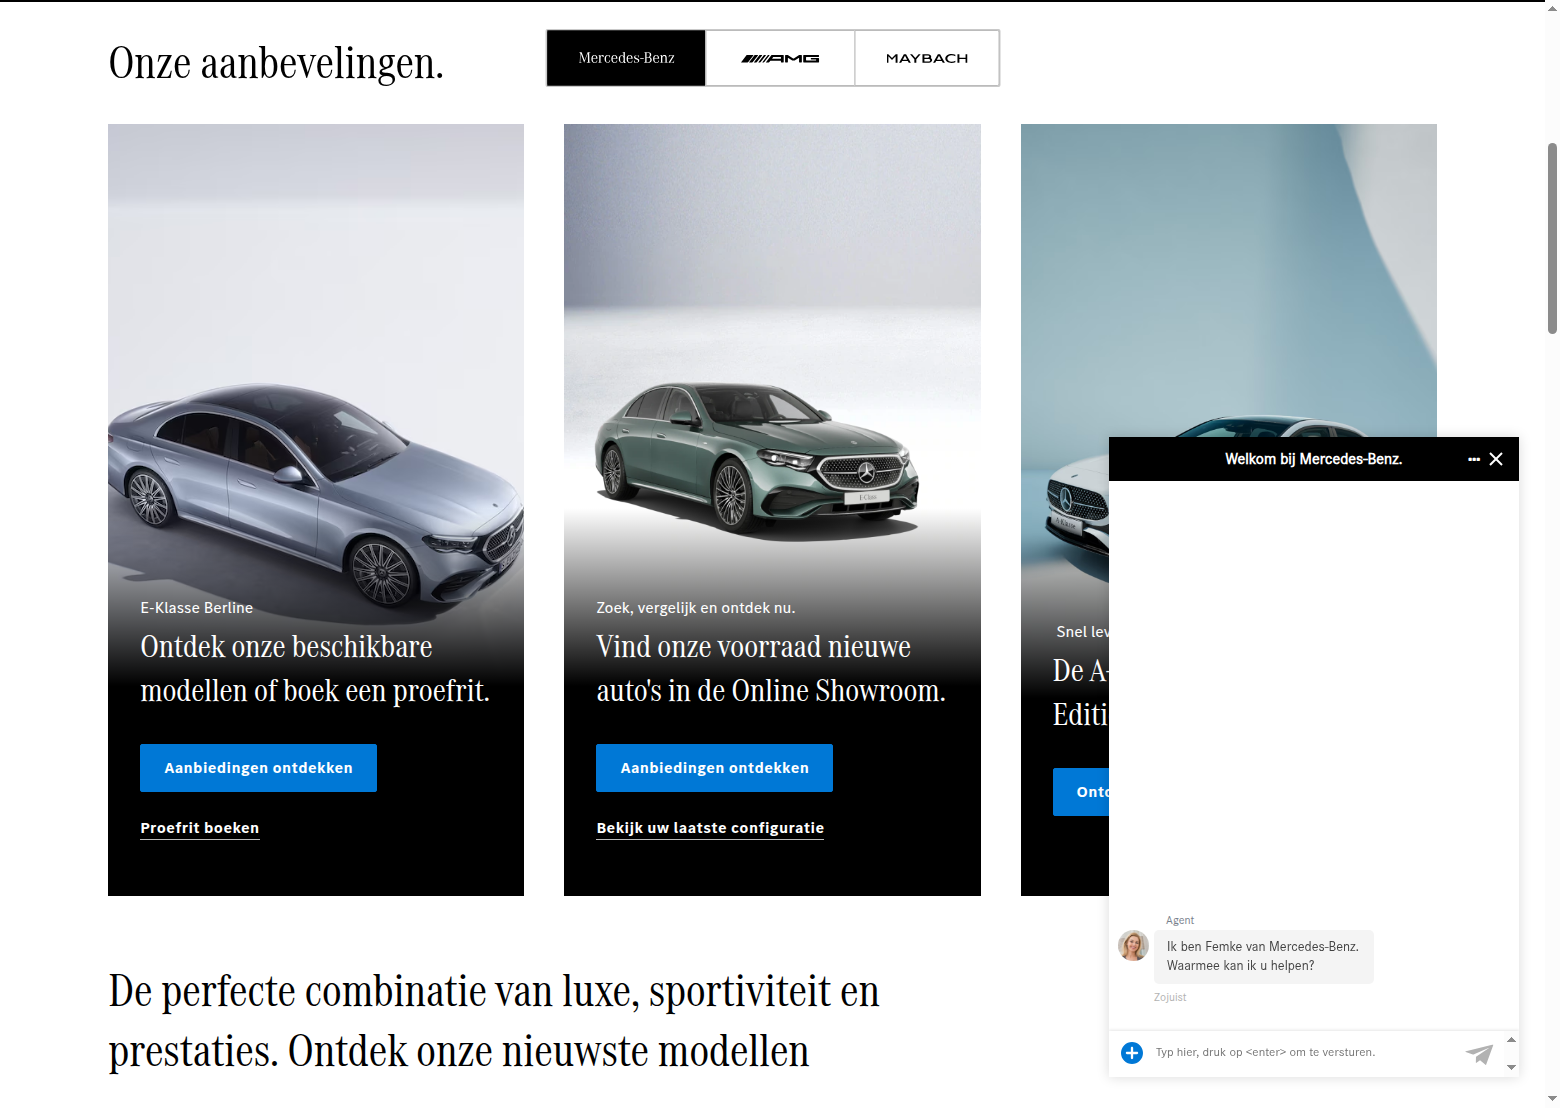 Onze aanbevelingen.
Mercedes-Benz
AMG
MAYBACH
E-Klasse Berline
Ontdek onze beschikbare
modellen of boek een proefrit.
Aanbiedingen ontdekken
Proefrit boeken
Zoek, vergelijk en ontdek nu.
Vind onze voorraad nieuwe
auto's in de Online Showroom.
Aanbiedingen ontdekken
Bekijk uw laatste configuratie
Snel lev
De A-
Editi
Onto
Welkom bij Mercedes-Benz.
Agent
Ik ben Femke van Mercedes-Benz.
Waarmee kan ik u helpen?
Zojuist
Typ hier, druk op <enter> om te versturen.
De perfecte combinatie van luxe, sportiviteit en
prestaties. Ontdek onze nieuwste modellen